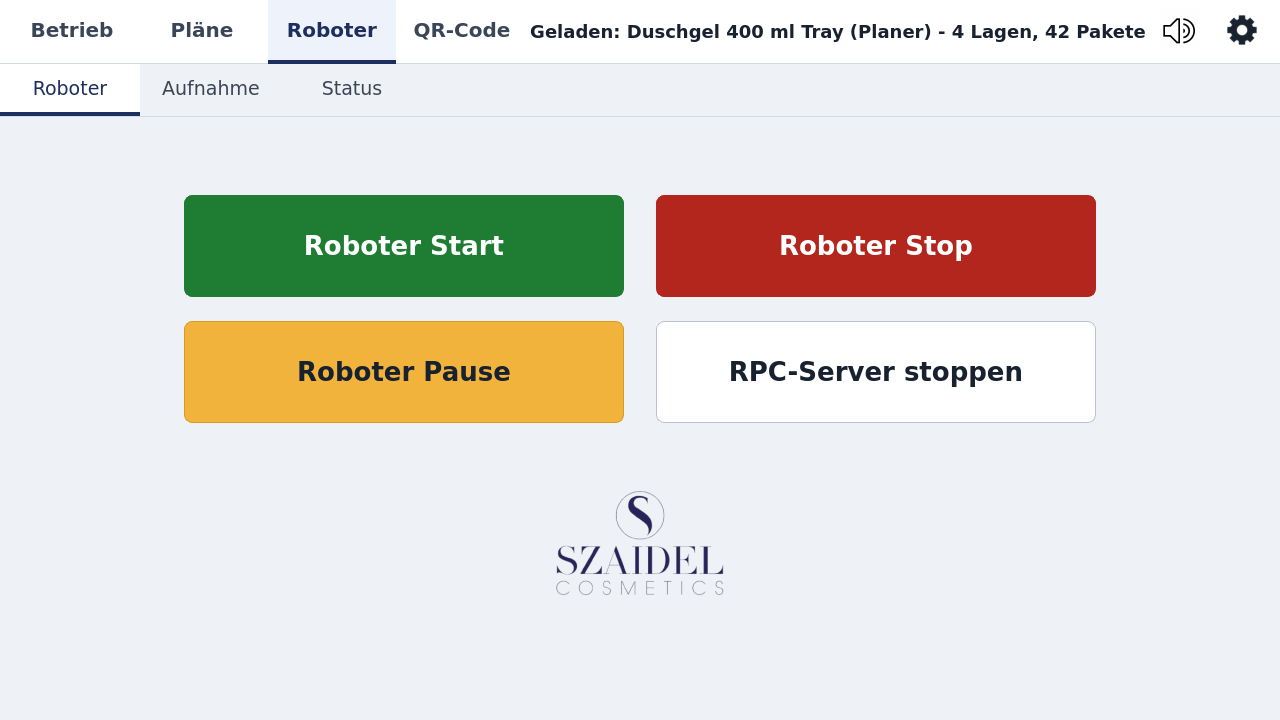 Betrieb Pläne Roboter QR-Code Geladen: Duschgel 400 ml Tray (Planer) - 4 Lagen, 42 Pakete
Roboter Aufnahme Status
Roboter Start Roboter Stop
Roboter Pause RPC-Server stoppen
S
SZAIDEL
COSMETICS